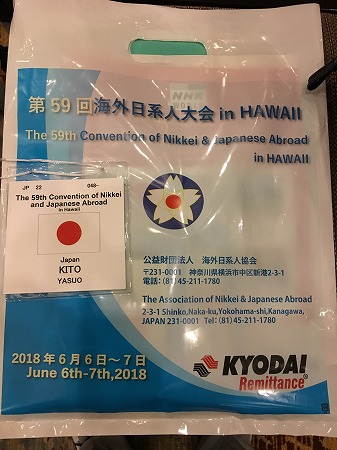 NHK
WORLD
第59回海外日系人大会 in HAWAII
The 59th Convention of Nikkei & Japanese Abroad
in HAWAII
JP 22 048-
The 59th Convention of Nikkei
and Japanese Abroad
in Hawaii
Japan
KITO
YASUO
公益財団法人 海外日系人協会
〒231-0001 神奈川県横浜市中区新港2-3-1
電話：(81) 45-211-1780
The Association of Nikkei & Japanese Abroad
2-3-1 Shinko,Naka-ku,Yokohama-shi,Kanagawa,
JAPAN 231-0001 Tel: (81) 45-211-1780
2018年6月6日～7日
June 6th-7th,2018
KYODAI
Remittance®